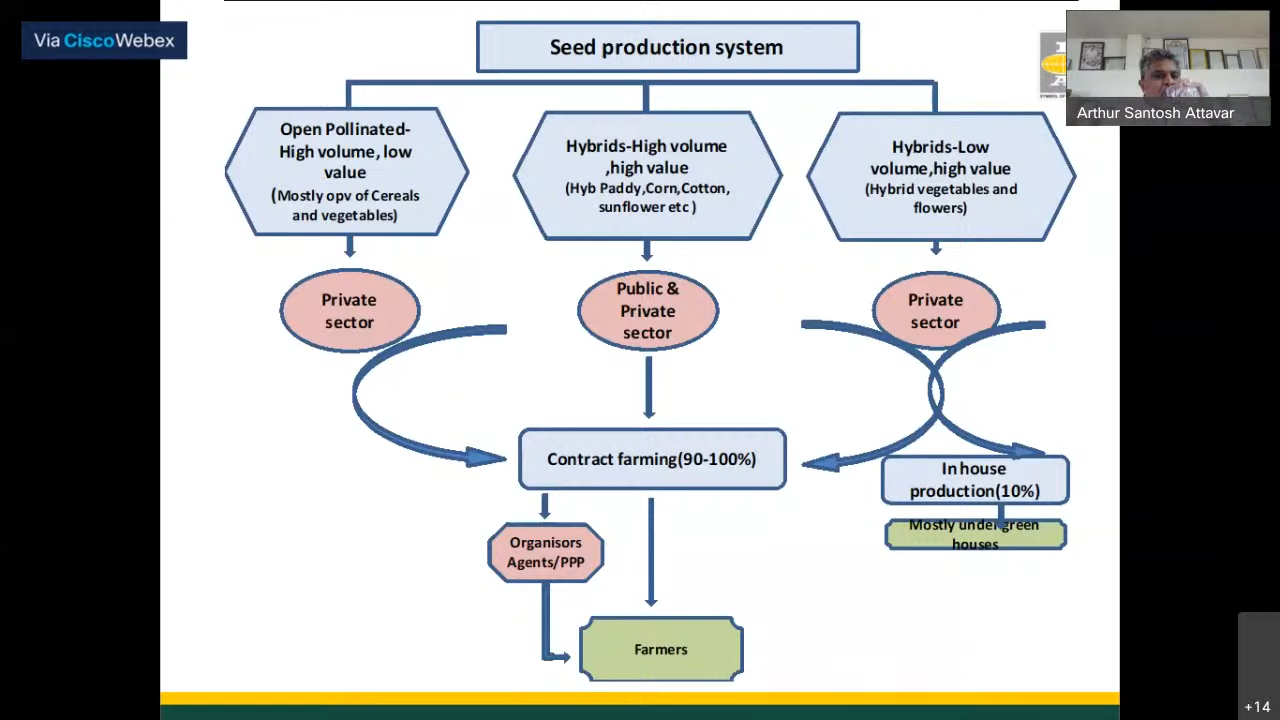 Via Cisco Webex
Seed production system
Arthur Santosh Attavar
Open Pollinated-
High volume, low
value
(Mostly opv of Cereals
and vegetables)
Hybrids-High volume
,high value
(Hyb Paddy,Corn,Cotton,
sunflower etc )
Hybrids-Low
volume,high value
(Hybrid vegetables and
flowers)
Private
sector
Public &
Private
sector
Private
sector
Contract farming(90-100%)
In house
production(10%)
Mostly under green
houses
Organisors
Agents/PPP
Farmers
+14